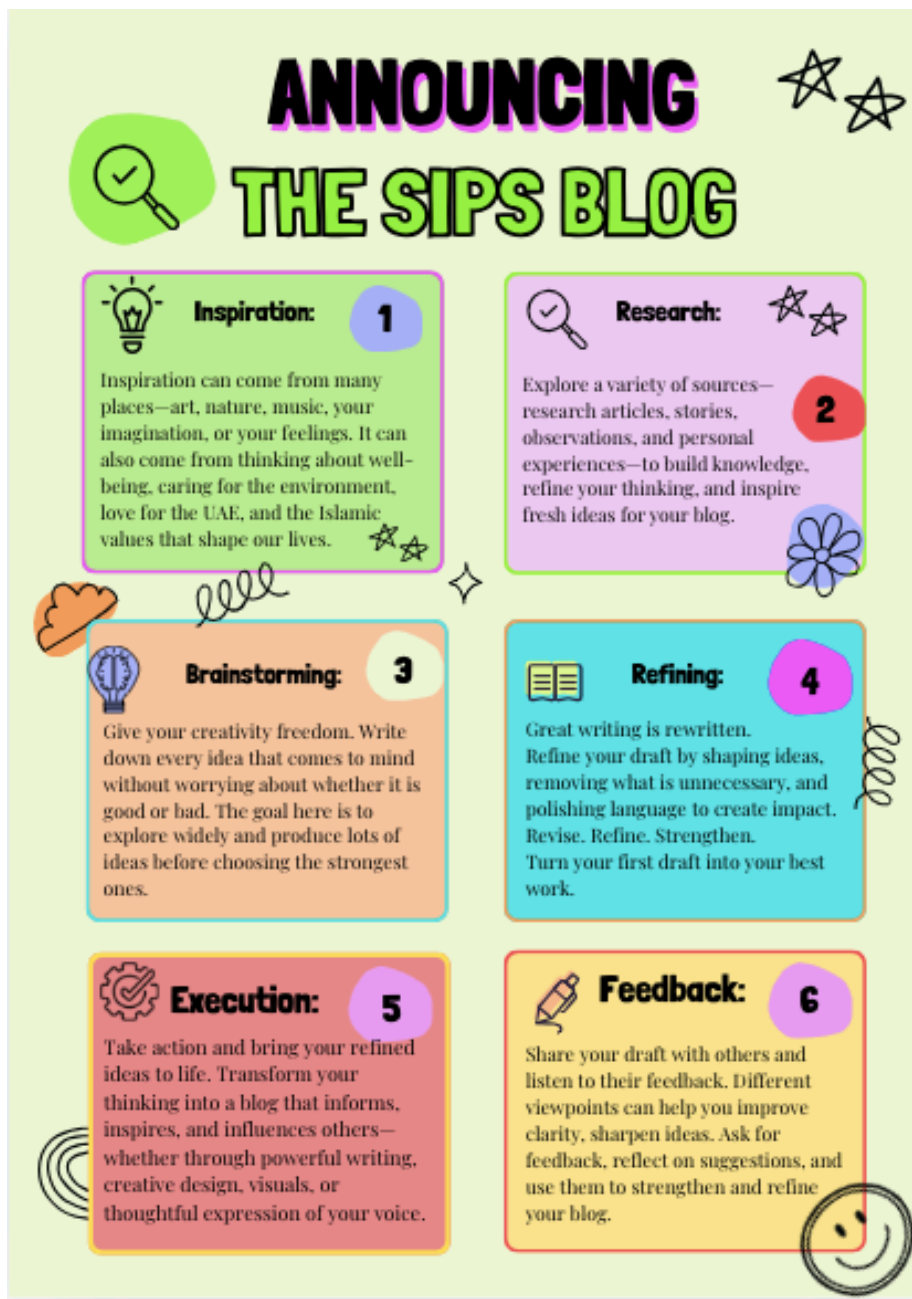 ANNOUNCING
THE SIPS BLOG
Inspiration:
1
Inspiration can come from many
places—art, nature, music, your
imagination, or your feelings. It can
also come from thinking about well-
being, caring for the environment,
love for the UAE, and the Islamic
values that shape our lives.
Research:
2
Explore a variety of sources—
research articles, stories,
observations, and personal
experiences—to build knowledge,
refine your thinking, and inspire
fresh ideas for your blog.
Brainstorming:
3
Give your creativity freedom. Write
down every idea that comes to mind
without worrying about whether it is
good or bad. The goal here is to
explore widely and produce lots of
ideas before choosing the strongest
ones.
Refining:
4
Great writing is rewritten.
Refine your draft by shaping ideas,
removing what is unnecessary, and
polishing language to create impact.
Revise. Refine. Strengthen.
Turn your first draft into your best
work.
Execution:
5
Take action and bring your refined
ideas to life. Transform your
thinking into a blog that informs,
inspires, and influences others—
whether through powerful writing,
creative design, visuals, or
thoughtful expression of your voice.
Feedback:
6
Share your draft with others and
listen to their feedback. Different
viewpoints can help you improve
clarity, sharpen ideas. Ask for
feedback, reflect on suggestions, and
use them to strengthen and refine
your blog.